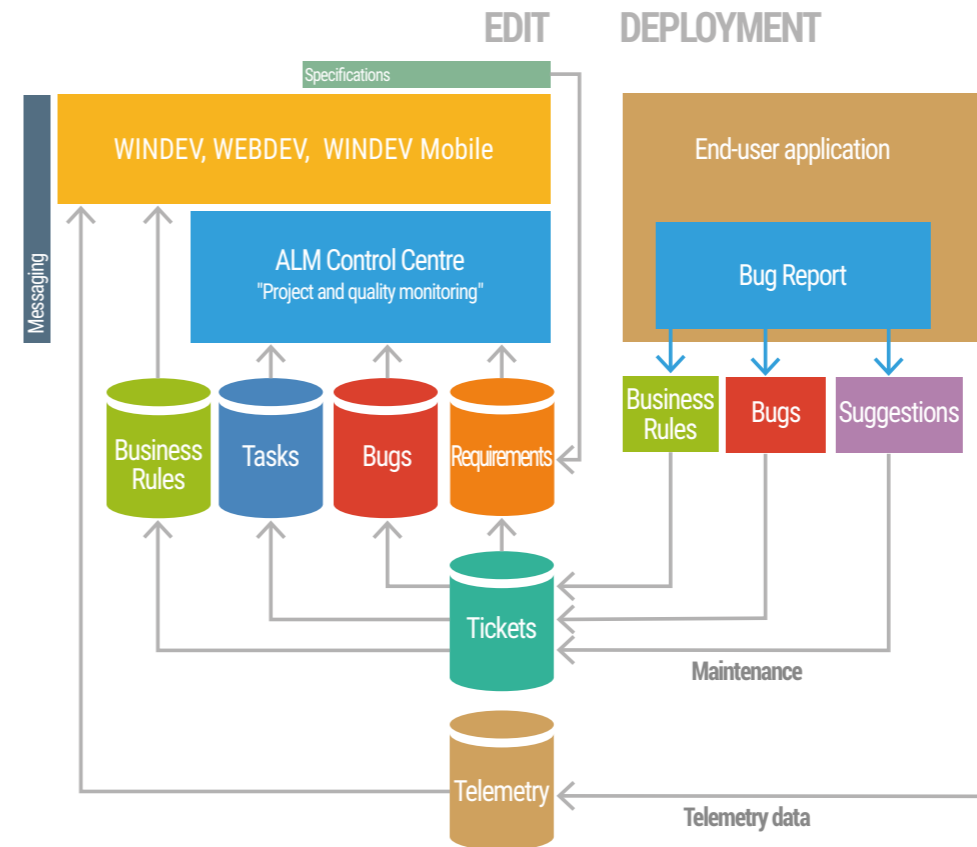 EDIT
DEPLOYMENT
Specifications
Messaging
WINDEV, WEBDEV, WINDEV Mobile
End-user application
ALM Control Centre
"Project and quality monitoring"
Bug Report
Business
Rules
Tasks
Bugs
Requirements
Business
Rules
Bugs
Suggestions
Tickets
Maintenance
Telemetry
Telemetry data